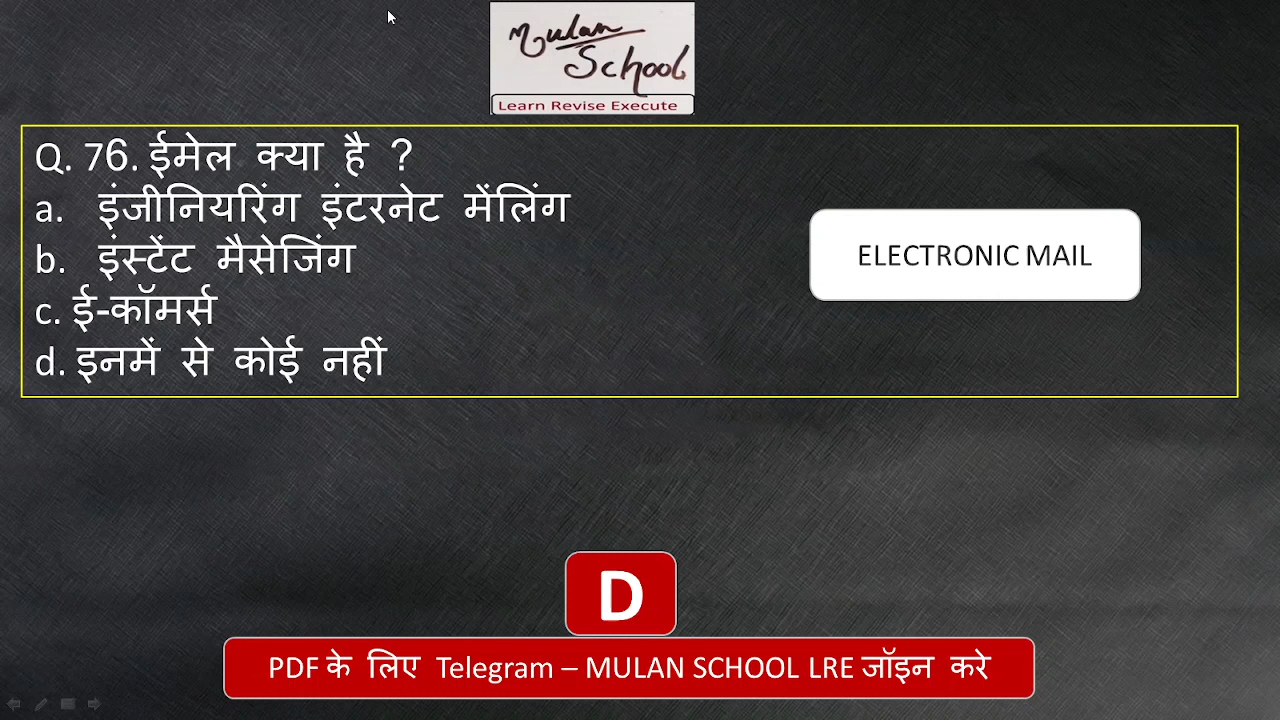 Mulan
School
Learn Revise Execute
Q. 76. ईमेल क्या है ?
a. इंजीनियरिंग इंटरनेट मेंलिंग
b. इंस्टेंट मैसेजिंग
c. ई-कॉमर्स
d. इनमें से कोई नहीं
ELECTRONIC MAIL
D
PDF के लिए Telegram – MULAN SCHOOL LRE जॉइन करे